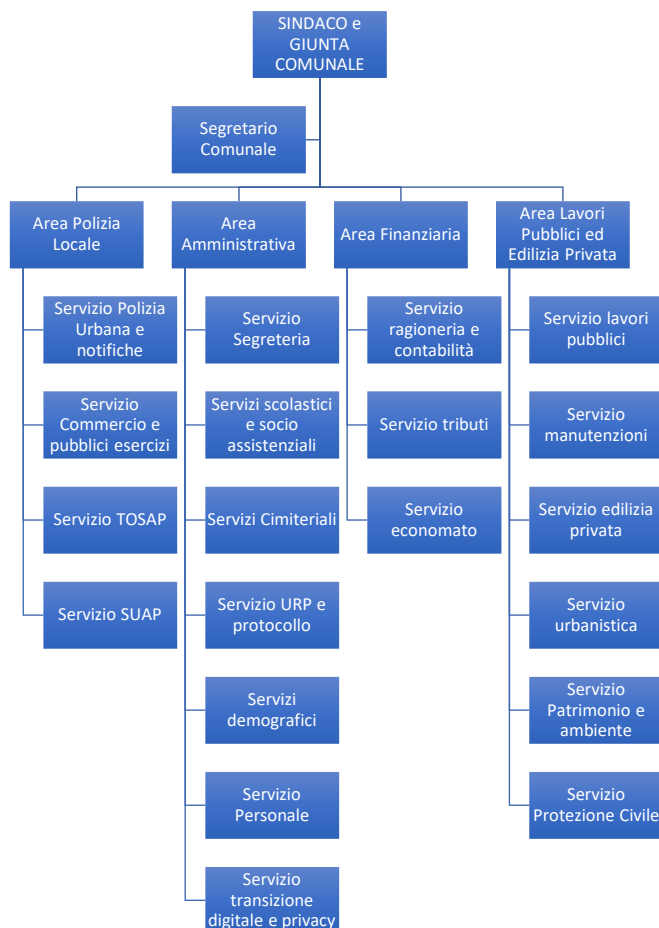 SINDACO e
GIUNTA
COMUNALE
Segretario
Comunale
Area Polizia
Locale
Area
Amministrativa
Area Finanziaria
Area Lavori
Pubblici ed
Edilizia Privata
Servizio Polizia
Urbana e
notifiche
Servizio
Commercio e
pubblici esercizi
Servizio TOSAP
Servizio SUAP
Servizio
Segreteria
Servizi scolastici
e socio
assistenziali
Servizi Cimiteriali
Servizio URP e
protocollo
Servizi
demografici
Servizio
Personale
Servizio
transizione
digitale e privacy
Servizio
ragioneria e
contabilità
Servizio tributi
Servizio
economato
Servizio lavori
pubblici
Servizio
manutenzioni
Servizio edilizia
privata
Servizio
urbanistica
Servizio
Patrimonio e
ambiente
Servizio
Protezione Civile